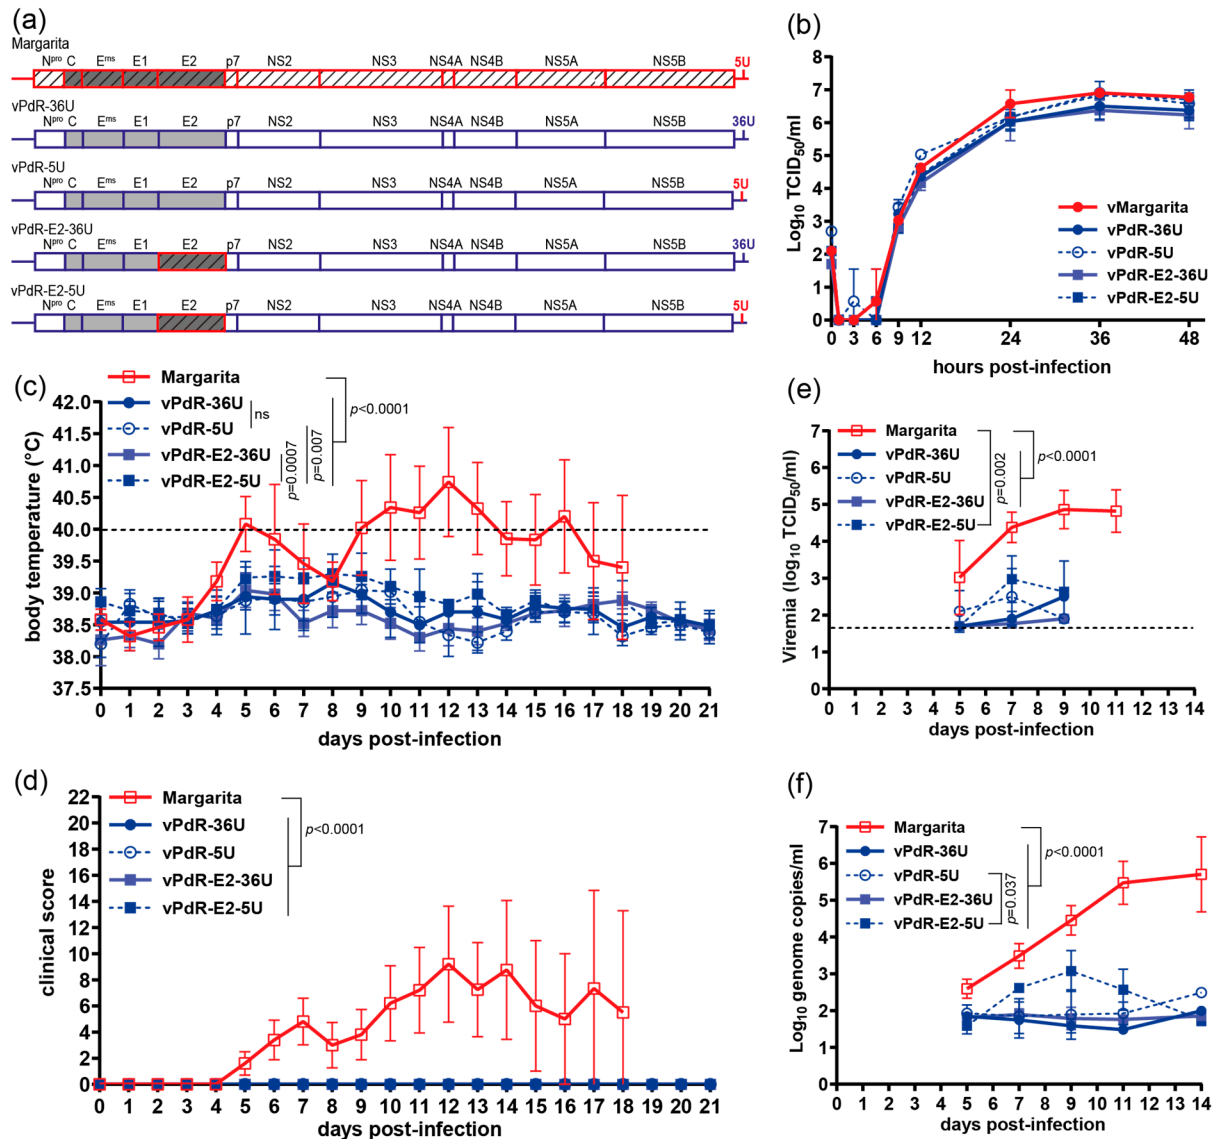 (a)
Margarita
Nᵖʳᵒ C Eʳⁿˢ E1 E2 p7 NS2 NS3 NS4A NS4B NS5A NS5B 5U
vPdR-36U
Nᵖʳᵒ C Eʳⁿˢ E1 E2 p7 NS2 NS3 NS4A NS4B NS5A NS5B 36U
vPdR-5U
Nᵖʳᵒ C Eʳⁿˢ E1 E2 p7 NS2 NS3 NS4A NS4B NS5A NS5B 5U
vPdR-E2-36U
Nᵖʳᵒ C Eʳⁿˢ E1 E2 p7 NS2 NS3 NS4A NS4B NS5A NS5B 36U
vPdR-E2-5U
Nᵖʳᵒ C Eʳⁿˢ E1 E2 p7 NS2 NS3 NS4A NS4B NS5A NS5B 5U
(b)
Log₁₀ TCID₅₀/ml
8
7
6
5
4
3
2
1
0
0 3 6 9 12 24 36 48
hours post-infection
vMargarita
vPdR-36U
vPdR-5U
vPdR-E2-36U
vPdR-E2-5U
(c)
Margarita
vPdR-36U
vPdR-5U
vPdR-E2-36U
vPdR-E2-5U
ns
p=0.0007
p=0.007
p<0.0001
body temperature (°C)
42.0
41.5
41.0
40.5
40.0
39.5
39.0
38.5
38.0
37.5
0 1 2 3 4 5 6 7 8 9 10 11 12 13 14 15 16 17 18 19 20 21
days post-infection
(e)
Margarita
vPdR-36U
vPdR-5U
vPdR-E2-36U
vPdR-E2-5U
p=0.002
p<0.0001
Viremia (log₁₀ TCID₅₀/ml)
7
6
5
4
3
2
1
0
0 1 2 3 4 5 6 7 8 9 10 11 12 13 14
days post-infection
(d)
Margarita
vPdR-36U
vPdR-5U
vPdR-E2-36U
vPdR-E2-5U
p<0.0001
clinical score
22
20
18
16
14
12
10
8
6
4
2
0
0 1 2 3 4 5 6 7 8 9 10 11 12 13 14 15 16 17 18 19 20 21
days post-infection
(f)
Margarita
vPdR-36U
vPdR-5U
vPdR-E2-36U
vPdR-E2-5U
p=0.037
p<0.0001
Log₁₀ genome copies/ml
7
6
5
4
3
2
1
0
0 1 2 3 4 5 6 7 8 9 10 11 12 13 14
days post-infection